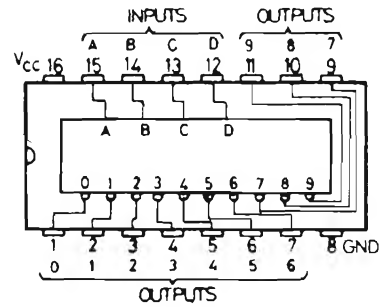 INPUTS OUTPUTS
A B C D 9 8 7
VCC 16 15 14 13 12 11 10 9
A B C D
0 1 2 3 4 5 6 7 8 9
1 2 3 4 5 6 7 8 GND
0 1 2 3 4 5 6
OUTPUTS